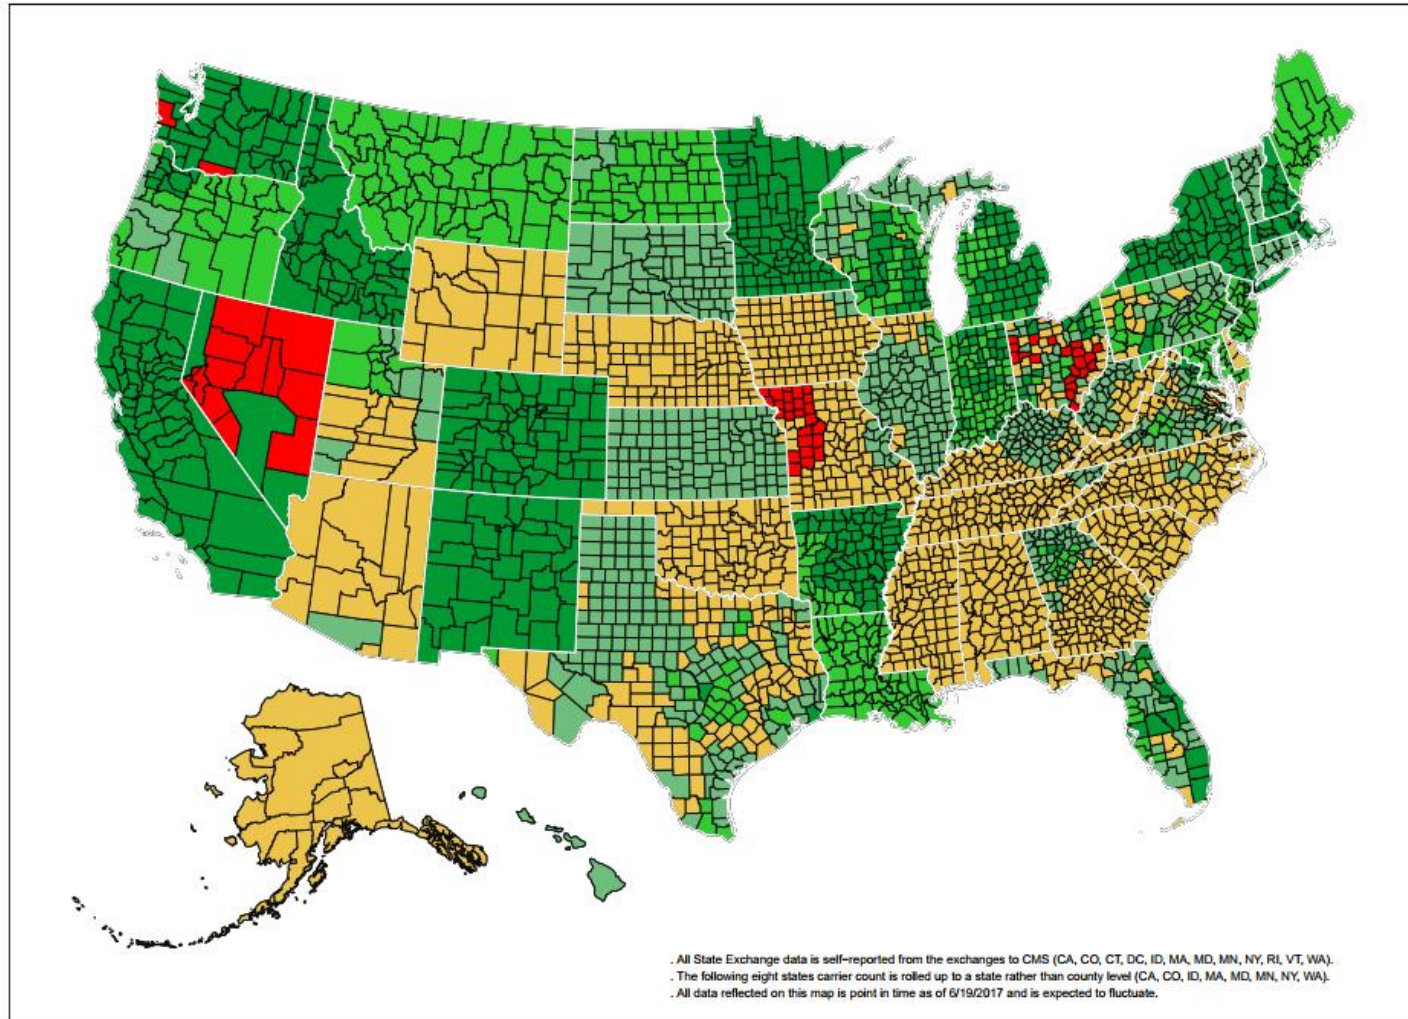 . All State Exchange data is self−reported from the exchanges to CMS (CA, CO, CT, DC, ID, MA, MD, MN, NY, RI, VT, WA).
. The following eight states carrier count is rolled up to a state rather than county level (CA, CO, ID, MA, MD, MN, NY, WA).
. All data reflected on this map is point in time as of 6/19/2017 and is expected to fluctuate.